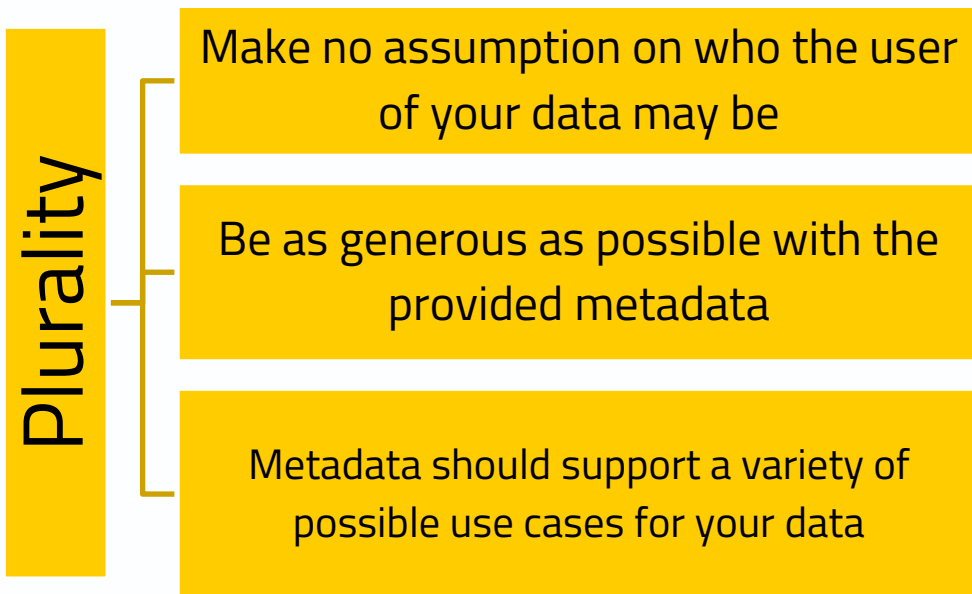 Plurality
Make no assumption on who the user
of your data may be
Be as generous as possible with the
provided metadata
Metadata should support a variety of
possible use cases for your data